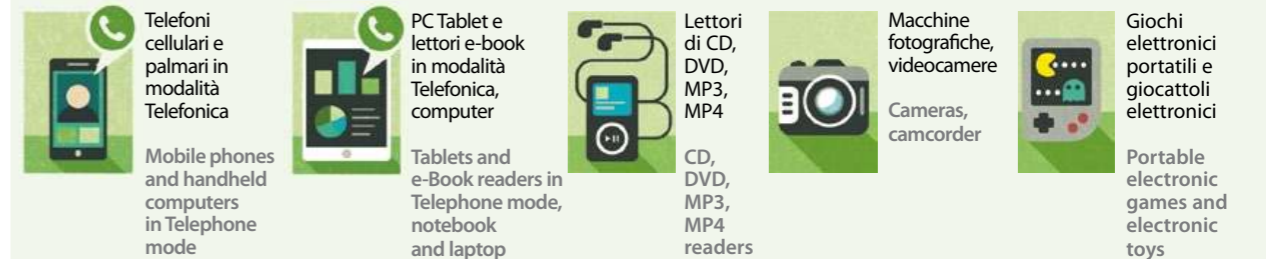 Telefoni
cellulari e
palmari in
modalità
Telefonica
Mobile phones
and handheld
computers
in Telephone
mode
PC Tablet e
lettori e-book
in modalità
Telefonica,
computer
Tablets and
e-Book readers in
Telephone mode,
notebook
and laptop
Lettori
di CD,
DVD,
MP3,
MP4
CD,
DVD,
MP3,
MP4
readers
Macchine
fotografiche,
videocamere
Cameras,
camcorder
Giochi
elettronici
portatili e
giocattoli
elettronici
Portable
electronic
games and
electronic
toys